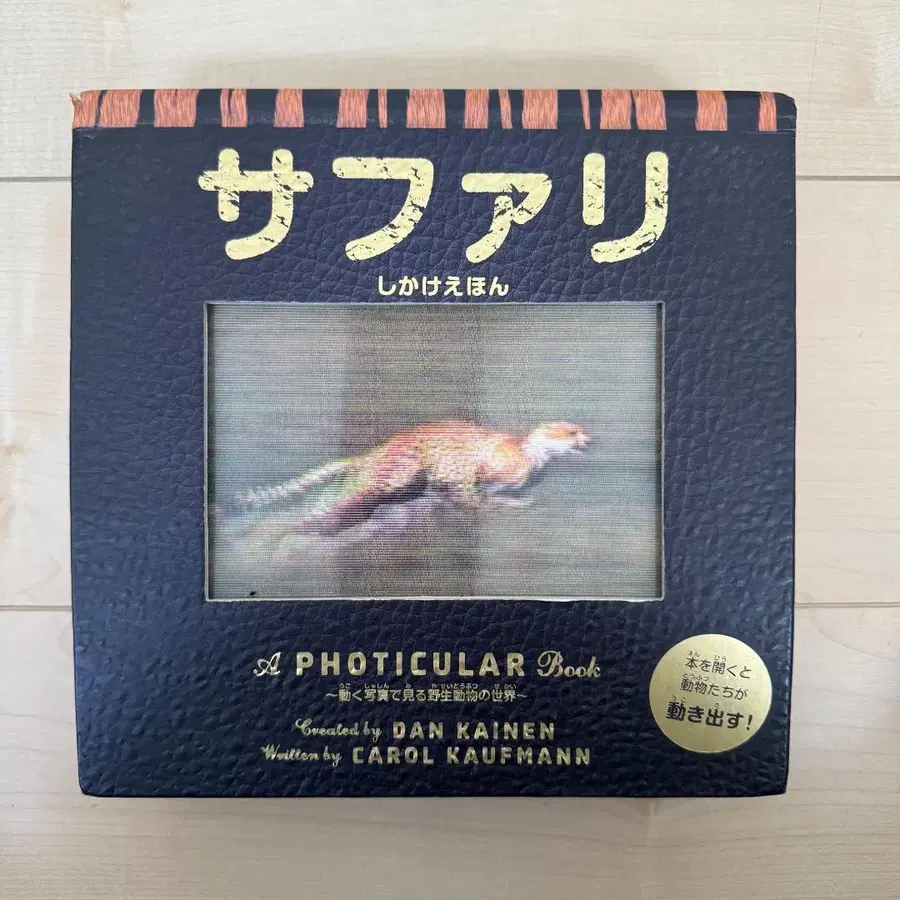 サファリ
しかけえほん
A PHOTICULAR Book
～動く写真で見る野生動物の世界～
Created by DAN KAINEN
Written by CAROL KAUFMANN
本を開くと
動物たちが
動き出す!